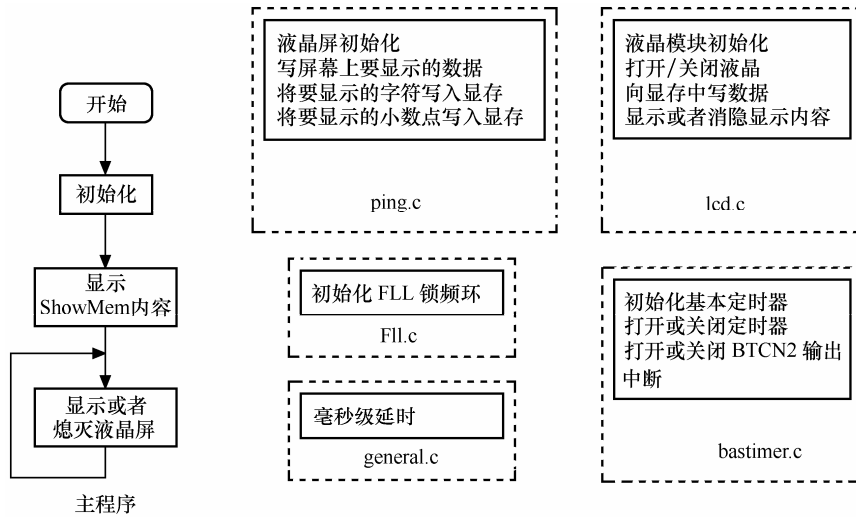 开始
初始化
显示
ShowMem内容
显示或者
熄灭液晶屏
主程序
液晶屏初始化
写屏幕上要显示的数据
将要显示的字符写入显存
将要显示的小数点写入显存
ping.c
液晶模块初始化
打开/关闭液晶
向显存中写数据
显示或者消隐显示内容
lcd.c
初始化 FLL 锁频环
Fll.c
毫秒级延时
general.c
初始化基本定时器
打开或关闭定时器
打开或关闭 BTCN2 输出
中断
bastimer.c